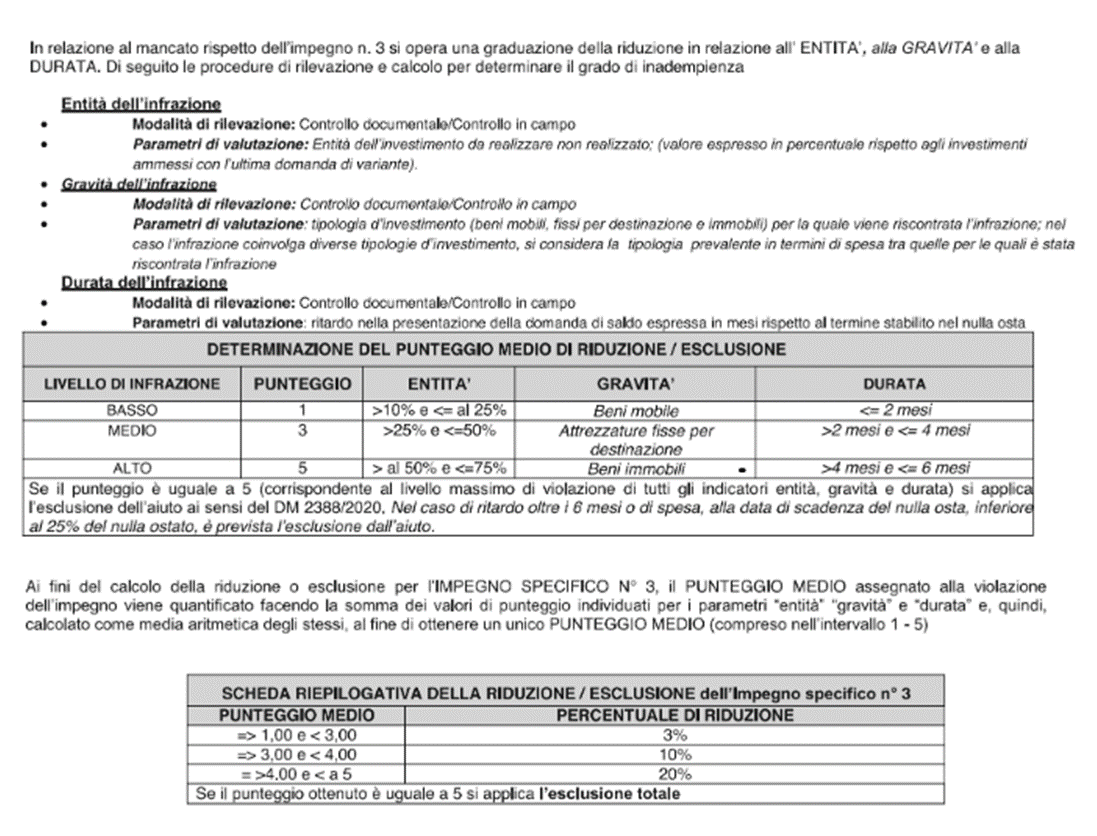 In relazione al mancato rispetto dell'impegno n. 3 si opera una graduazione della riduzione in relazione all' ENTITA', alla GRAVITA' e alla
DURATA. Di seguito le procedure di rilevazione e calcolo per determinare il grado di inadempienza
Entità dell'infrazione
• Modalità di rilevazione: Controllo documentale/Controllo in campo
• Parametri di valutazione: Entità dell'investimento da realizzare non realizzato; (valore espresso in percentuale rispetto agli investimenti
ammessi con l'ultima domanda di variante).
• Gravità dell'infrazione
• Modalità di rilevazione: Controllo documentale/Controllo in campo
• Parametri di valutazione: tipologia d'investimento (beni mobili, fissi per destinazione e immobili) per la quale viene riscontrata l'infrazione; nel
caso l'infrazione coinvolga diverse tipologie d'investimento, si considera la tipologia prevalente in termini di spesa tra quelle per le quali è stata
riscontrata l'infrazione
Durata dell'infrazione
• Modalità di rilevazione: Controllo documentale/Controllo in campo
• Parametri di valutazione: ritardo nella presentazione della domanda di saldo espressa in mesi rispetto al termine stabilito nel nulla osta
DETERMINAZIONE DEL PUNTEGGIO MEDIO DI RIDUZIONE / ESCLUSIONE
LIVELLO DI INFRAZIONE PUNTEGGIO ENTITA' GRAVITA' DURATA
BASSO 1 >10% e <= al 25% Beni mobile <= 2 mesi
MEDIO 3 >25% e <=50% Attrezzature fisse per >2 mesi e <= 4 mesi
destinazione
ALTO 5 > al 50% e <=75% Beni immobili • >4 mesi e <= 6 mesi
Se il punteggio è uguale a 5 (corrispondente al livello massimo di violazione di tutti gli indicatori entità, gravità e durata) si applica
l'esclusione dell'aiuto ai sensi del DM 2388/2020, Nel caso di ritardo oltre i 6 mesi o di spesa, alla data di scadenza del nulla osta, inferiore
al 25% del nulla ostato, è prevista l'esclusione dall'aiuto.
Ai fini del calcolo della riduzione o esclusione per l'IMPEGNO SPECIFICO N° 3, il PUNTEGGIO MEDIO assegnato alla violazione
dell'impegno viene quantificato facendo la somma dei valori di punteggio individuati per i parametri "entità" "gravità" e "durata" e, quindi,
calcolato come media aritmetica degli stessi, al fine di ottenere un unico PUNTEGGIO MEDIO (compreso nell'intervallo 1 - 5)
SCHEDA RIEPILOGATIVA DELLA RIDUZIONE / ESCLUSIONE dell'Impegno specifico n° 3
PUNTEGGIO MEDIO PERCENTUALE DI RIDUZIONE
=> 1,00 e < 3,00 3%
=> 3,00 e < 4,00 10%
= >4.00 e < a 5 20%
Se il punteggio ottenuto è uguale a 5 si applica l'esclusione totale